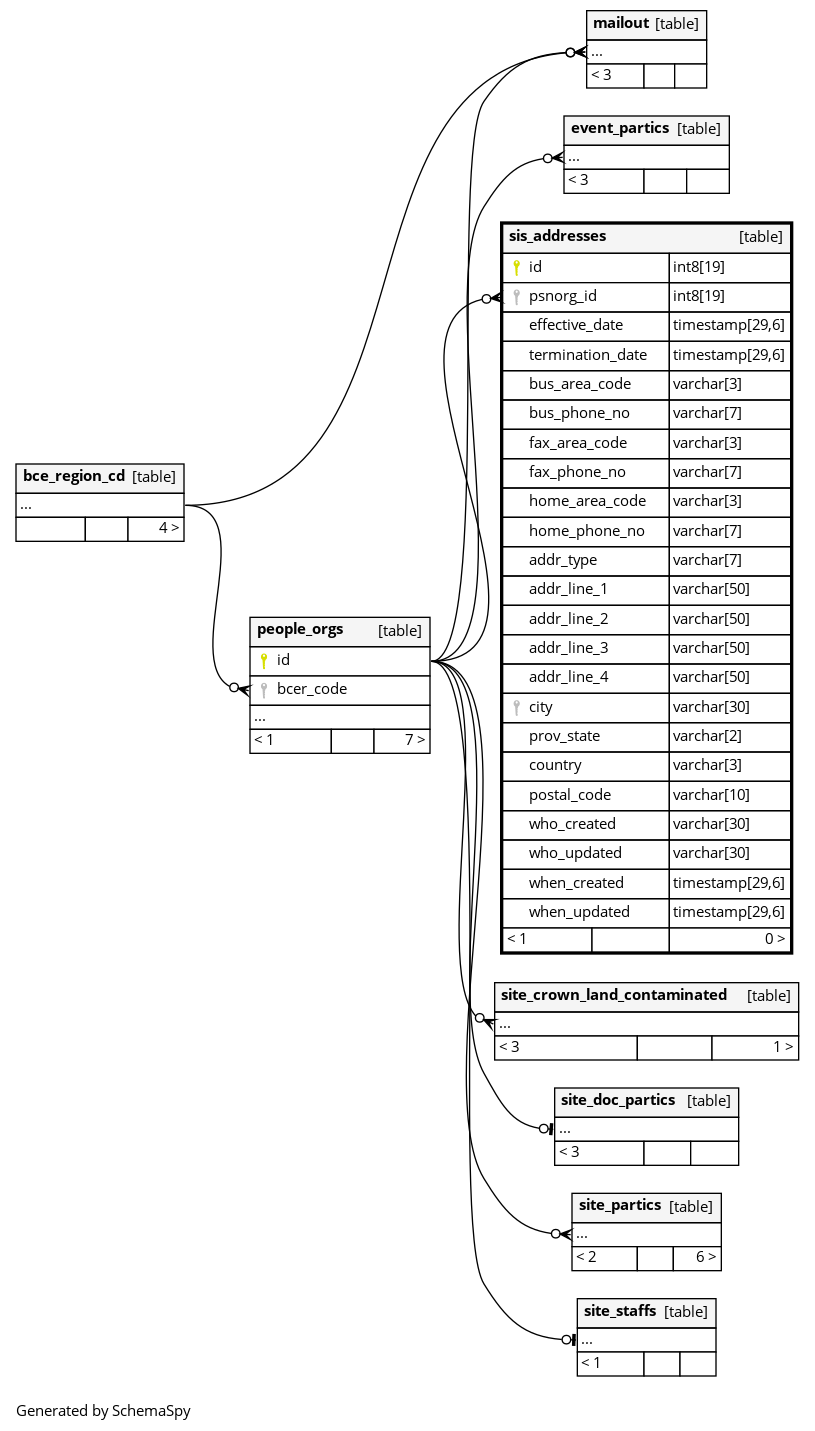 mailout [table]
...
< 3
event_partics [table]
...
< 3
sis_addresses [table]
id int8[19]
psnorg_id int8[19]
effective_date timestamp[29,6]
termination_date timestamp[29,6]
bus_area_code varchar[3]
bus_phone_no varchar[7]
fax_area_code varchar[3]
fax_phone_no varchar[7]
home_area_code varchar[3]
home_phone_no varchar[7]
addr_type varchar[7]
addr_line_1 varchar[50]
addr_line_2 varchar[50]
addr_line_3 varchar[50]
addr_line_4 varchar[50]
city varchar[30]
prov_state varchar[2]
country varchar[3]
postal_code varchar[10]
who_created varchar[30]
who_updated varchar[30]
when_created timestamp[29,6]
when_updated timestamp[29,6]
< 1 0 >
bce_region_cd [table]
...
4 >
people_orgs [table]
id
bcer_code
...
< 1 7 >
site_crown_land_contaminated [table]
...
< 3 1 >
site_doc_partics [table]
...
< 3
site_partics [table]
...
< 2 6 >
site_staffs [table]
...
< 1
Generated by SchemaSpy